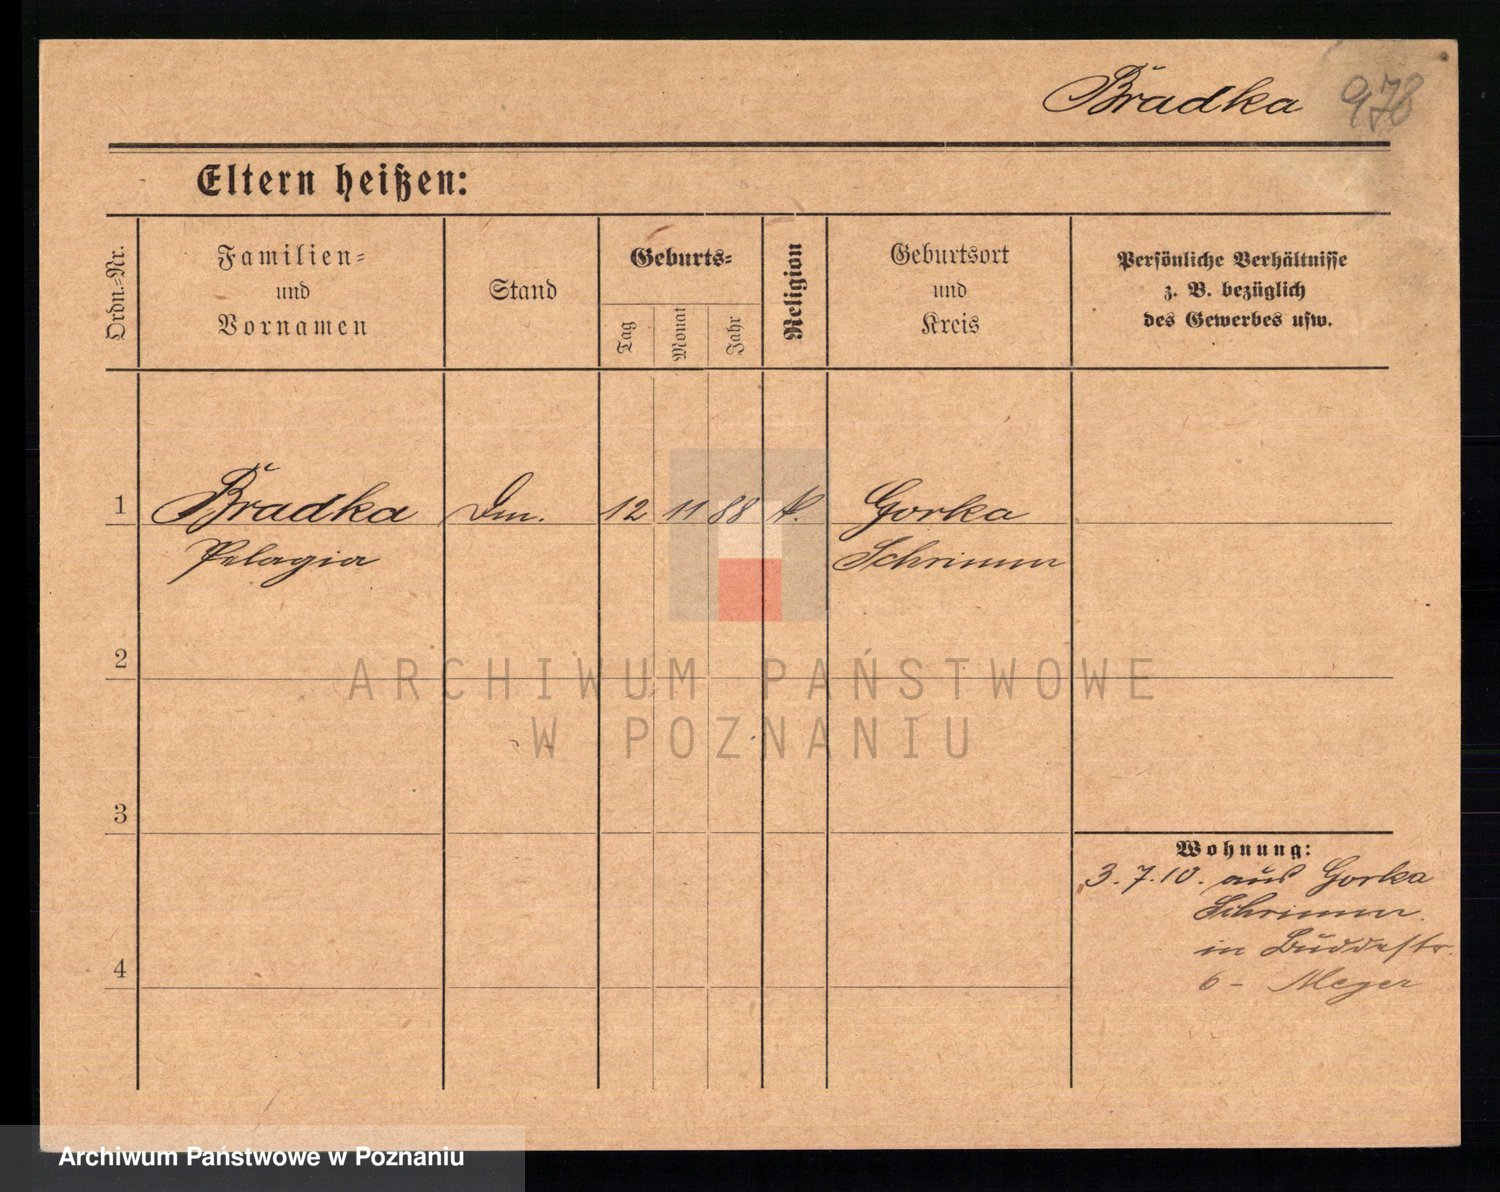 Bradka 978
Eltern heißen:
Ordn.-Nr.
Familien-
und
Vornamen
Stand
Geburts-
Tag
Monat
Jahr
Religion
Geburtsort
und
Kreis
Persönliche Verhältnisse
z. B. bezüglich
des Gewerbes usw.
1 Bradka 12 11 88 k. Gorka
Pelagia Schrimm
2
ARCHIWUM PAŃSTWOWE
W POZNANIU
3
Wohnung:
3.7.10. aus Gorka
Schrimm.
in Buddestr.
6 - Meyer
4
Archiwum Państwowe w Poznaniu